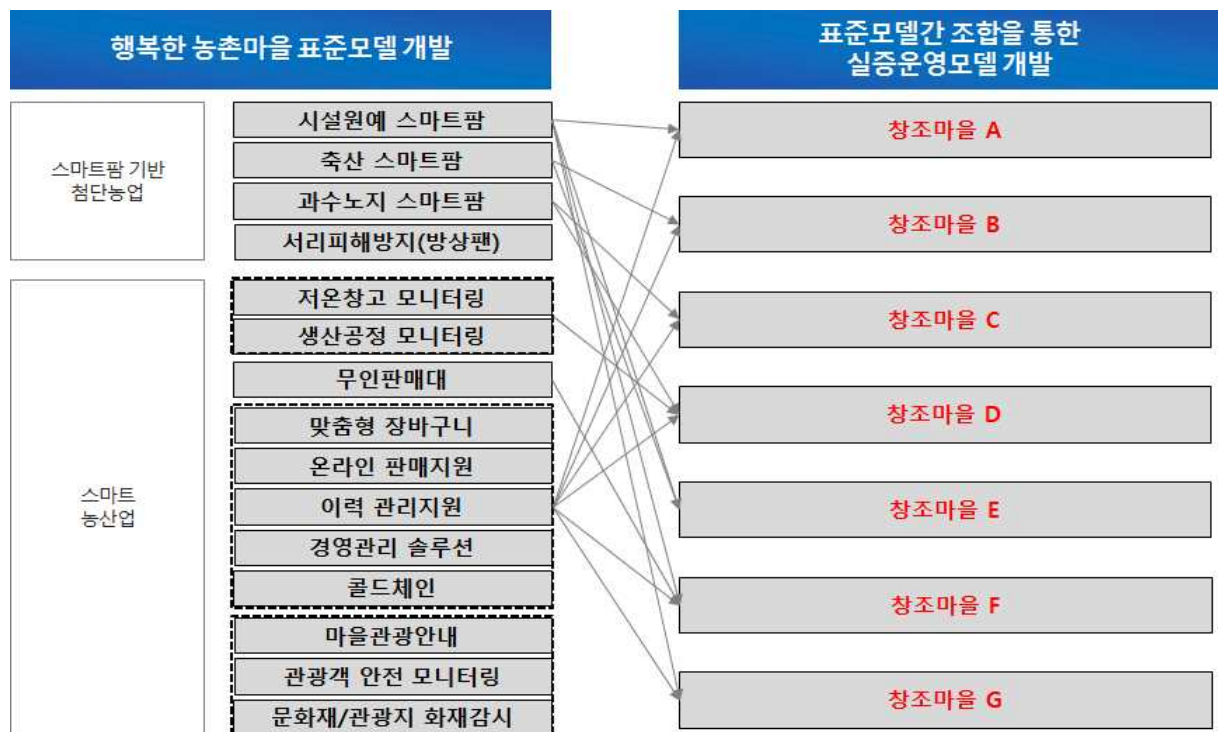 행복한 농촌마을 표준모델 개발
표준모델간 조합을 통한
실증운영모델 개발
스마트팜 기반
첨단농업
시설원예 스마트팜
축산 스마트팜
과수노지 스마트팜
서리피해방지(방상팬)
스마트
농산업
저온창고 모니터링
생산공정 모니터링
무인판매대
맞춤형 장바구니
온라인 판매지원
이력 관리지원
경영관리 솔루션
콜드체인
마을관광안내
관광객 안전 모니터링
문화재/관광지 화재감시
창조마을 A
창조마을 B
창조마을 C
창조마을 D
창조마을 E
창조마을 F
창조마을 G